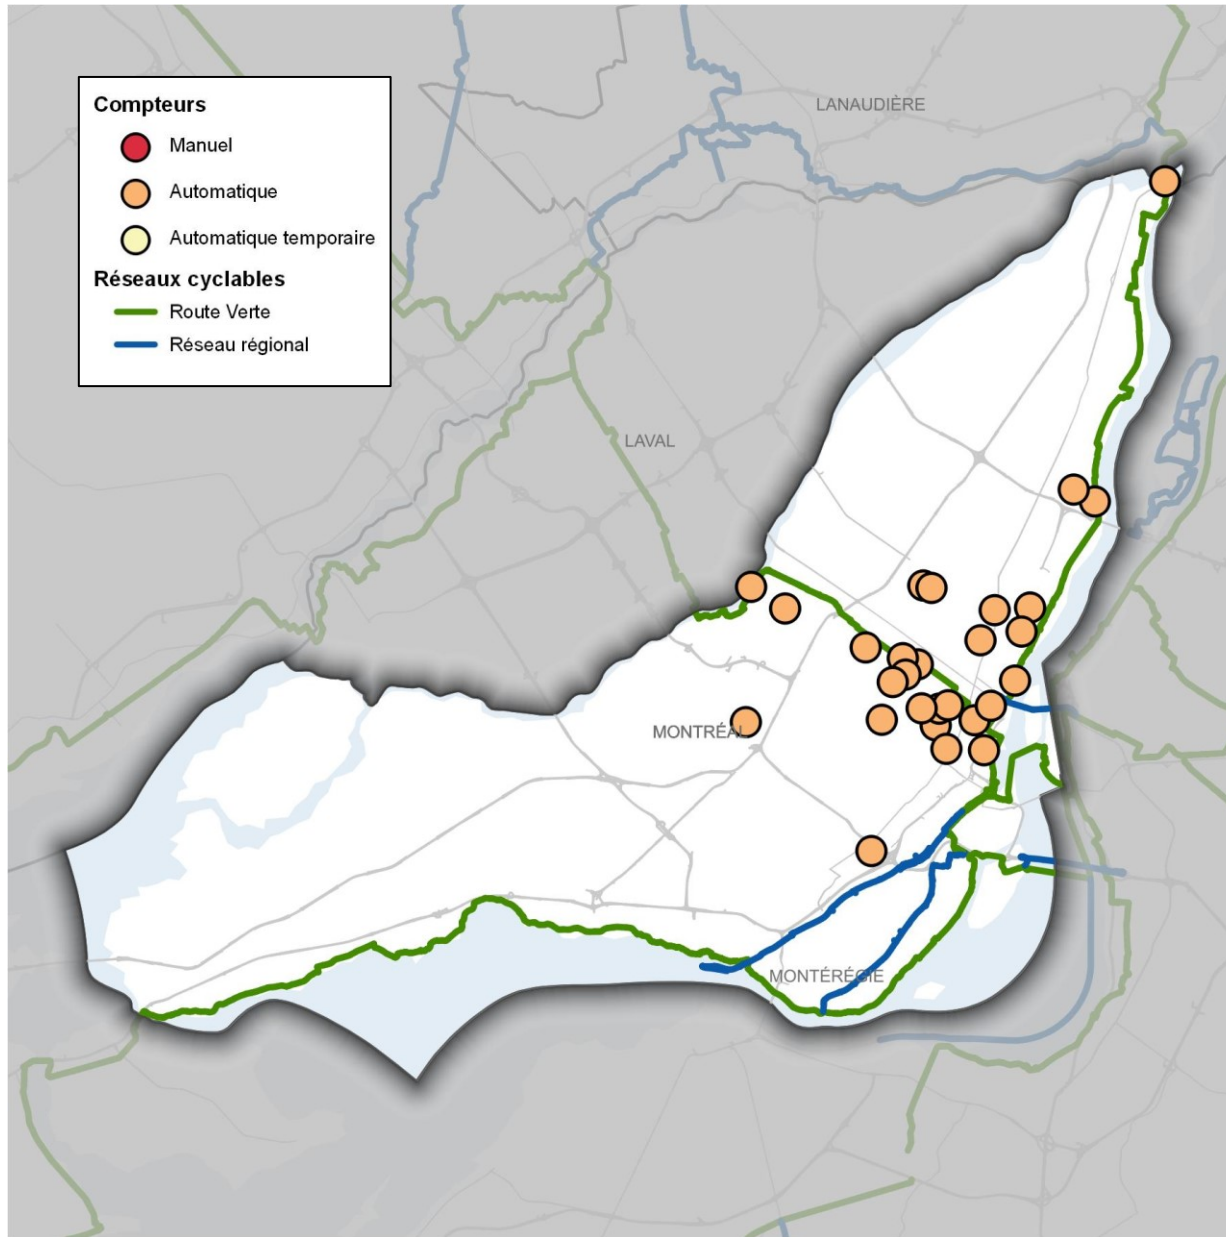 Compteurs
Manuel
Automatique
Automatique temporaire
Réseaux cyclables
Route Verte
Réseau régional
LANAUDIÈRE
LAVAL
MONTRÉAL
MONTÉRÉGIE